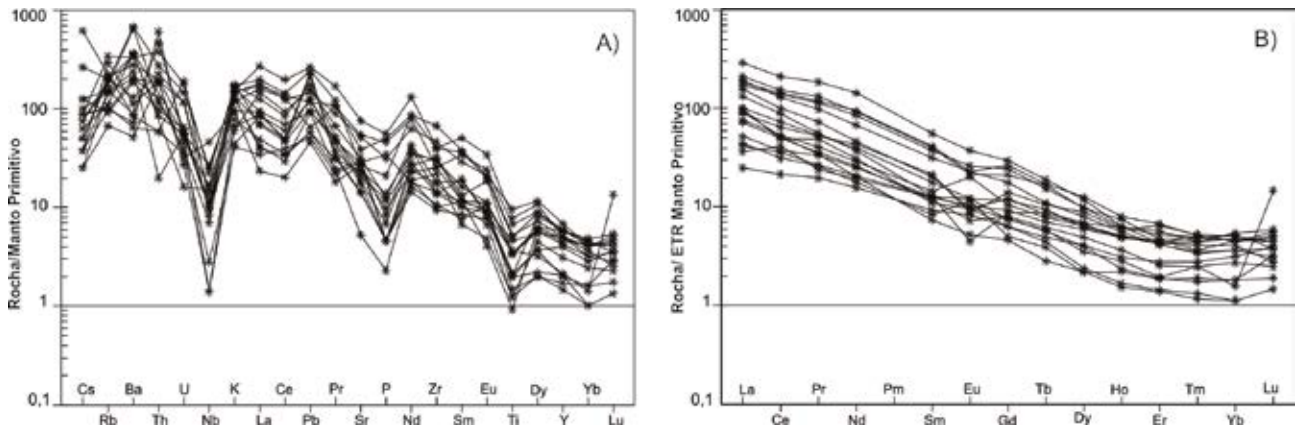 1000
100
10
1
0,1
Rocha/Manto Primitivo
A)
Cs Ba Th U Nb K La Ce Pb Pr Sr P Nd Zr Sm Eu Ti Dy Y Yb Lu
Rb
1000
100
10
1
0,1
Rocha/ ETR Manto Primitivo
B)
La Pr Pm Eu Tb Ho Tm Lu
Ce Nd Sm Gd Dy Er Yb